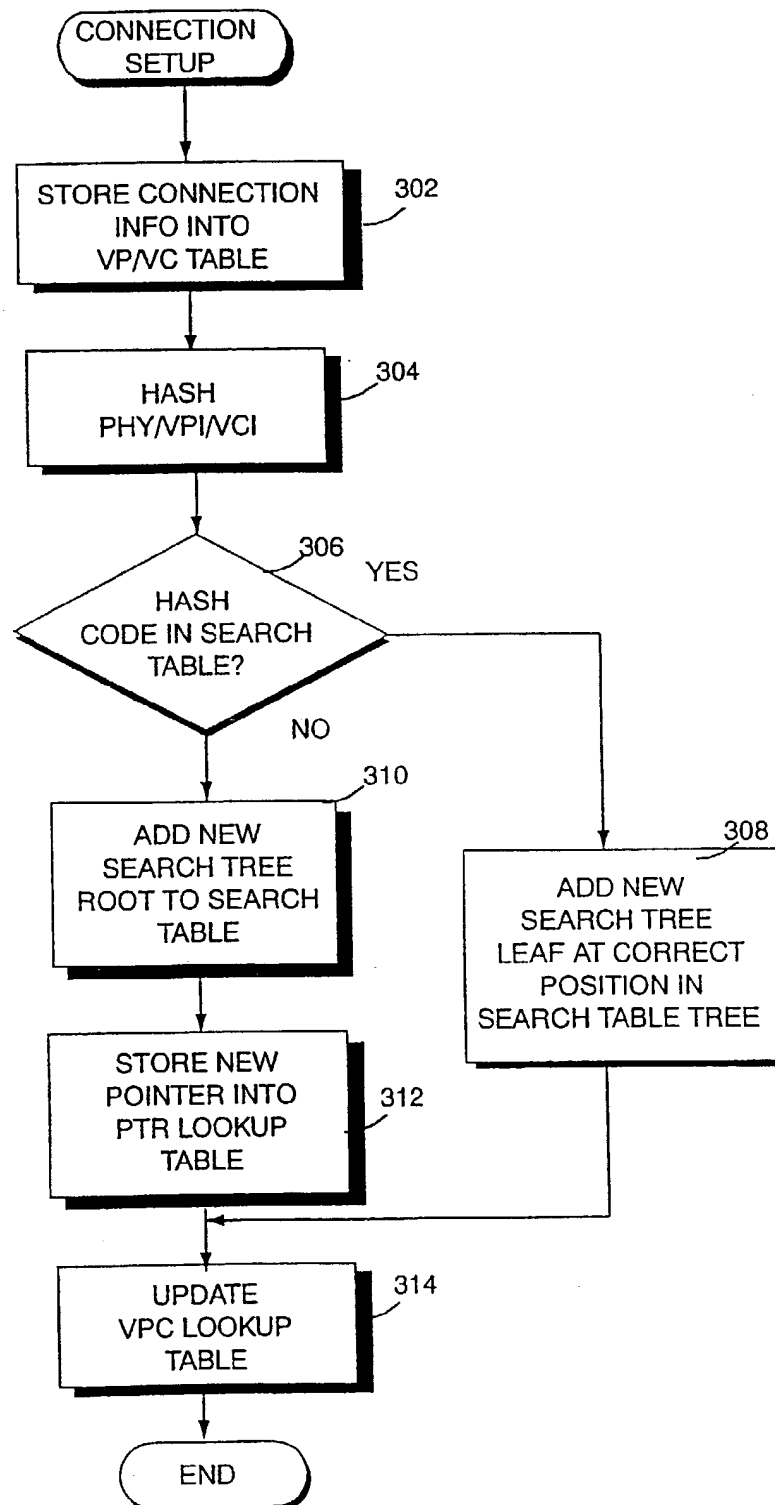 CONNECTION
SETUP
STORE CONNECTION
INFO INTO
VP/VC TABLE
302
HASH
PHY/VPI/VCI
304
306
YES
HASH
CODE IN SEARCH
TABLE?
NO
310
ADD NEW
SEARCH TREE
ROOT TO SEARCH
TABLE
308
ADD NEW
SEARCH TREE
LEAF AT CORRECT
POSITION IN
SEARCH TABLE TREE
STORE NEW
POINTER INTO
PTR LOOKUP
TABLE
312
UPDATE
VPC LOOKUP
TABLE
314
END